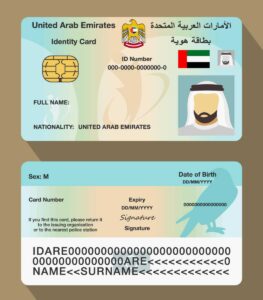 United Arab Emirates الأمارات العربية المتحدة
Identity Card بطاقة هوية
ID Number
000-0000-0000000-0
FULL NAME:
NATIONALITY: UNITED ARAB EMIRATES
Sex: M
Date of Birth
DD/MM/YYYY
Card Number
Expiry
DD/MM/YYYY
If you find this card, please return it
to the issuing organisation
or to the nearest police station
Signature
Signature
IDARE000000000000000000000000
0000000000000ARE<<<<<<<<<<<0
NAME<<SURNAME<<<<<<<<<<<